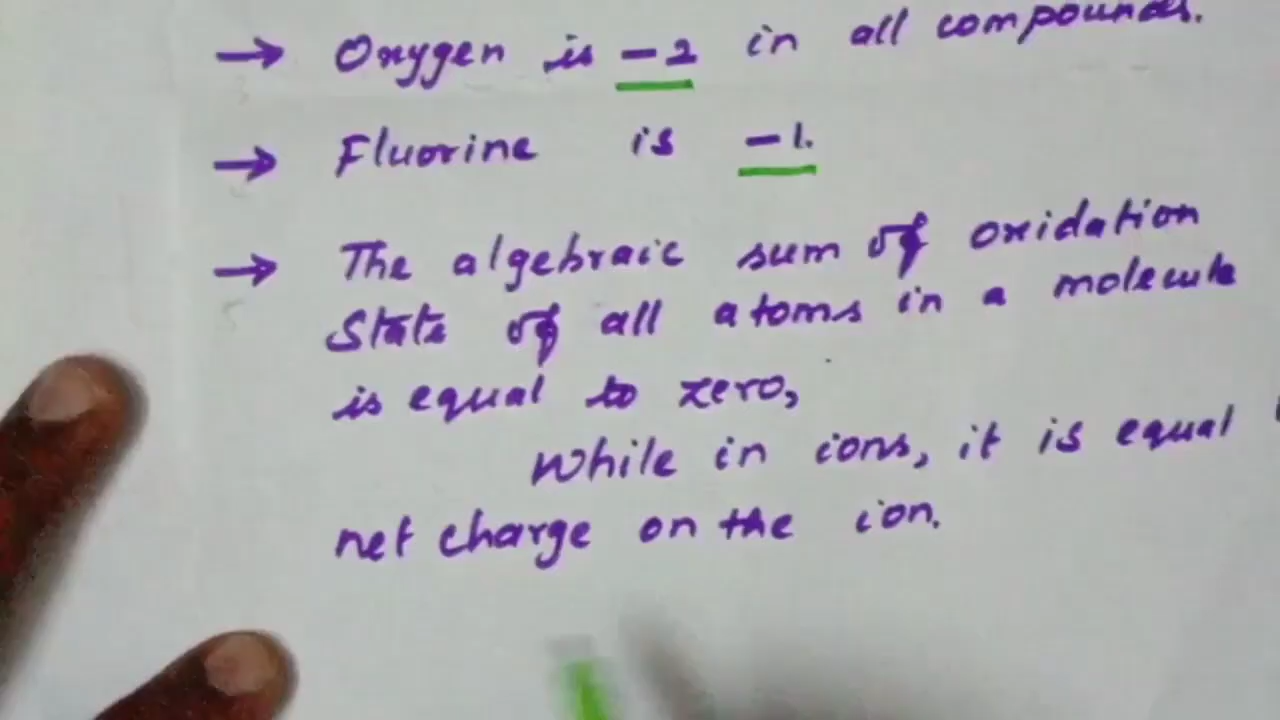 → Oxygen is -2 in all compounds.
→ Fluorine is -1.
→ The algebraic sum of oxidation
State of all atoms in a molecule
is equal to zero,
While in ions, it is equal
net charge on the ion.